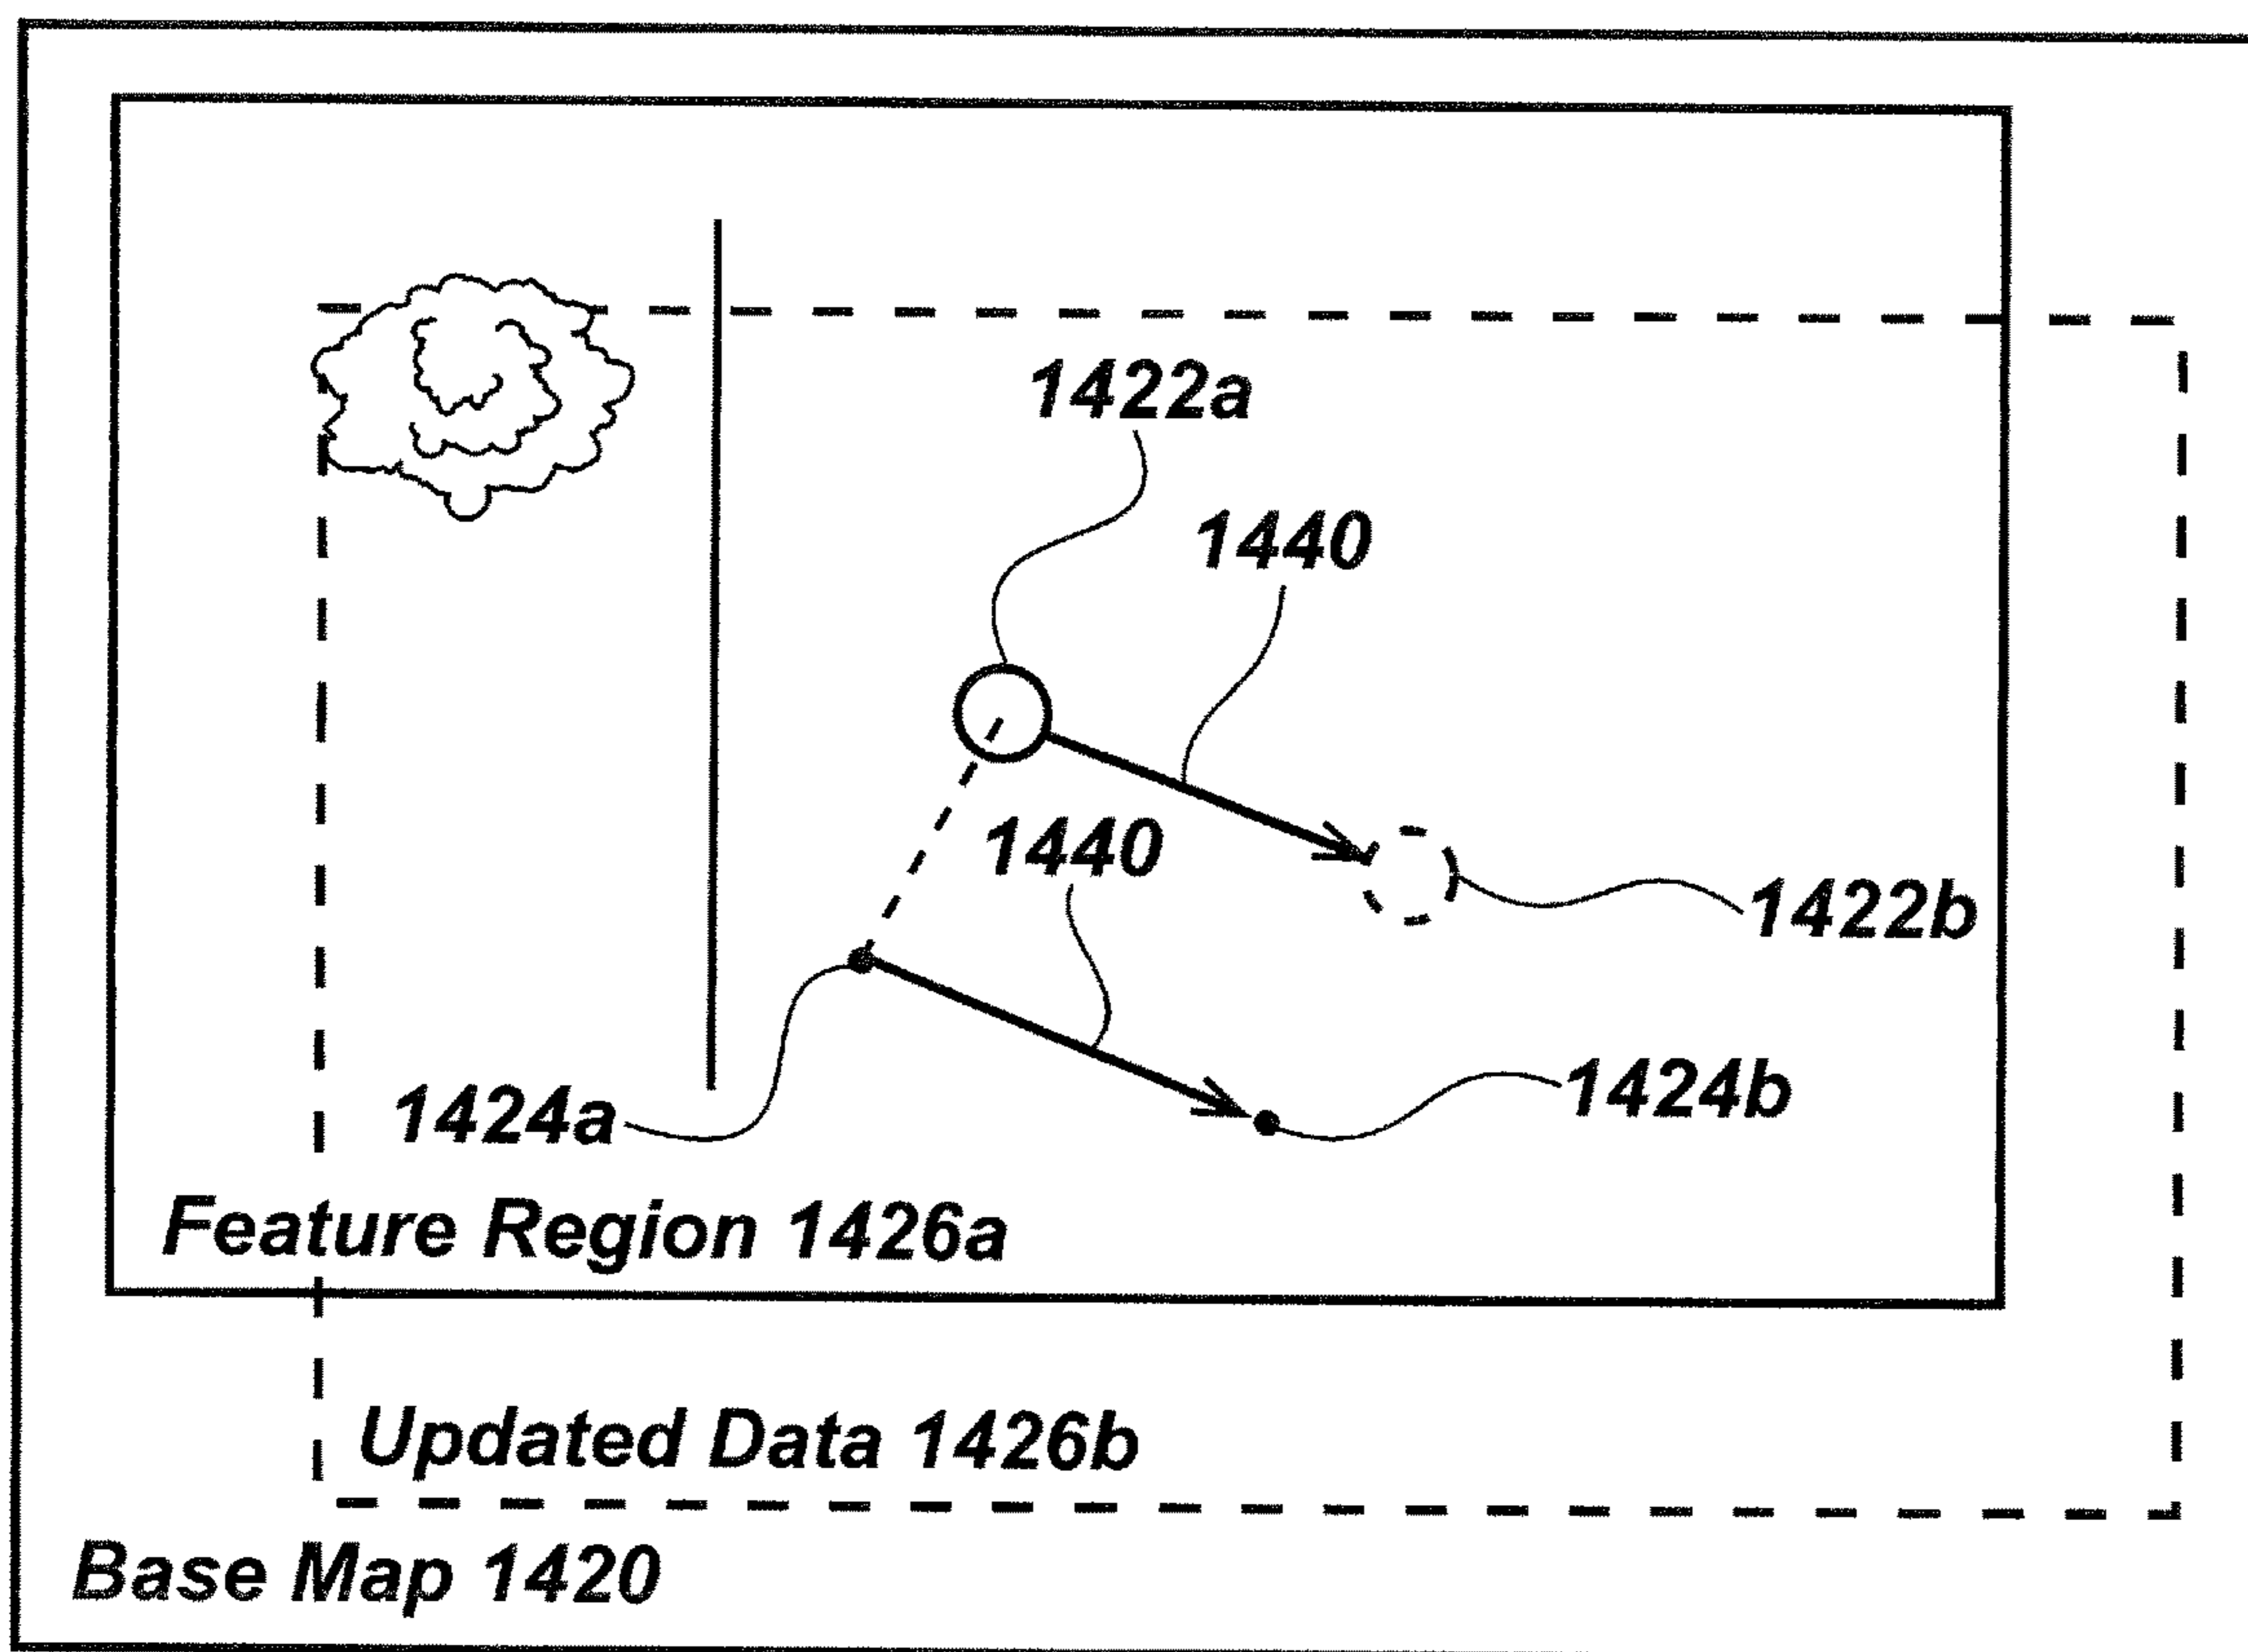 1422a
1440
1440
1422b
1424a
1424b
Feature Region 1426a
Updated Data 1426b
Base Map 1420